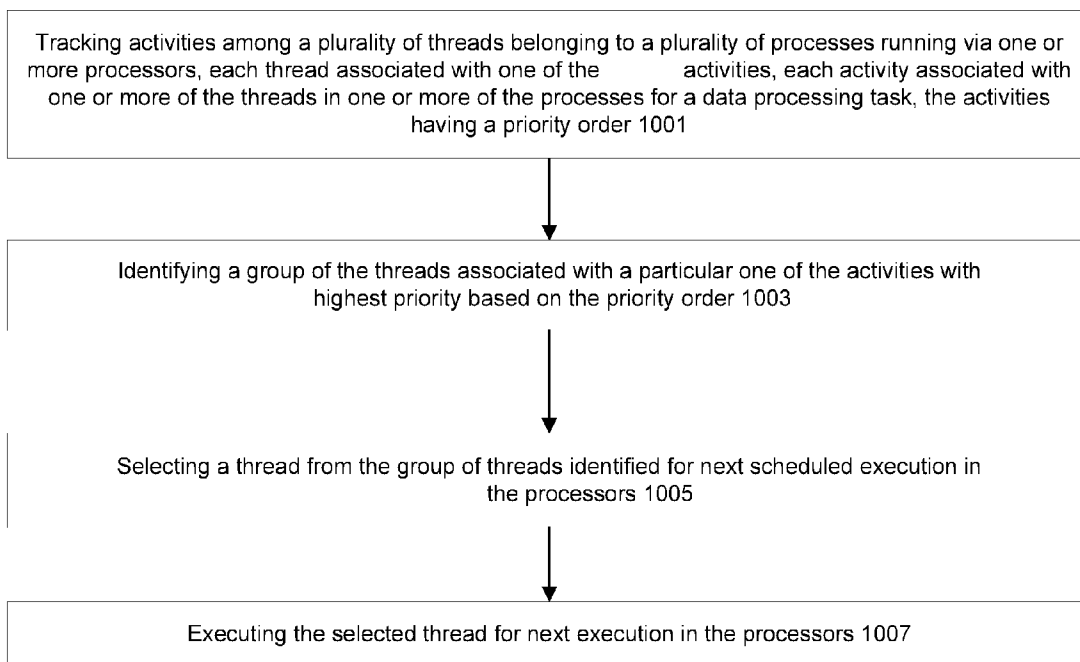 Tracking activities among a plurality of threads belonging to a plurality of processes running via one or
more processors, each thread associated with one of the activities, each activity associated with
one or more of the threads in one or more of the processes for a data processing task, the activities
having a priority order 1001
Identifying a group of the threads associated with a particular one of the activities with
highest priority based on the priority order 1003
Selecting a thread from the group of threads identified for next scheduled execution in
the processors 1005
Executing the selected thread for next execution in the processors 1007